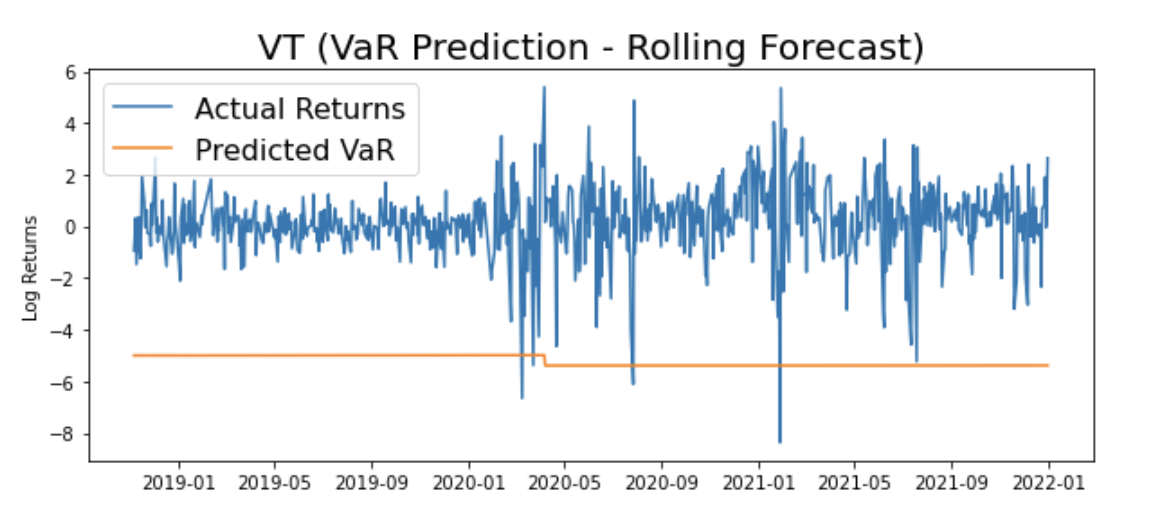 VT (VaR Prediction - Rolling Forecast)
Actual Returns
Predicted VaR
Log Returns
6
4
2
0
−2
−4
−6
−8
2019-01 2019-05 2019-09 2020-01 2020-05 2020-09 2021-01 2021-05 2021-09 2022-01